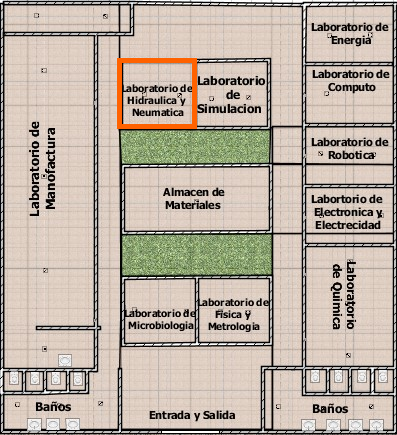 Laboratorio de
Energia
Laboratorio de
Computo
Laboratorio de
Hidraulica y
Neumatica
Laboratorio
de
Simulacion
Laboratorio de
Manofactura
Laboratorio de
Robotica
Almacen de
Materiales
Labortorio de
Electronica y
Electrecidad
Laboratorio
de Quimica
Laboratorio de
Microbiologia
Laboratorio de
Fisica y
Metrologia
Baños
Entrada y Salida
Baños